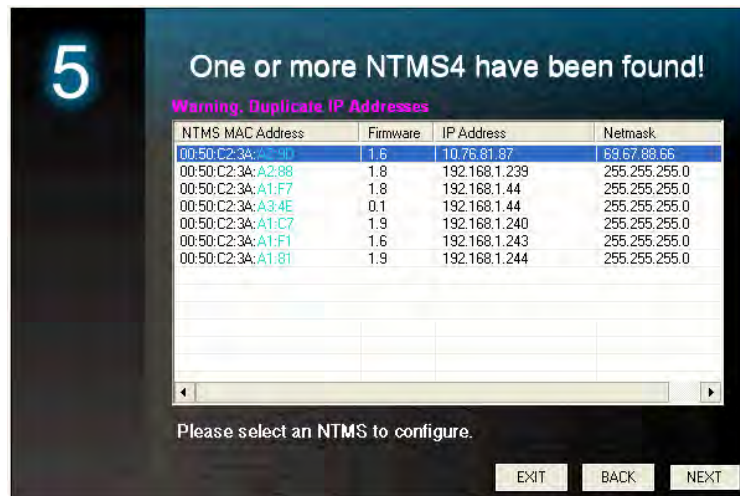 5
One or more NTMS4 have been found!
Warning. Duplicate IP Addresses
NTMS MAC Address Firmware IP Address Netmask
00:50:C2:3A:A2:9D 1.6 10.76.81.87 69.67.88.66
00:50:C2:3A:A2:88 1.8 192.168.1.239 255.255.255.0
00:50:C2:3A:A1:F7 1.8 192.168.1.44 255.255.255.0
00:50:C2:3A:A3:4E 0.1 192.168.1.44 255.255.255.0
00:50:C2:3A:A1:C7 1.9 192.168.1.240 255.255.255.0
00:50:C2:3A:A1:F1 1.6 192.168.1.243 255.255.255.0
00:50:C2:3A:A1:81 1.9 192.168.1.244 255.255.255.0
Please select an NTMS to configure.
EXIT BACK NEXT